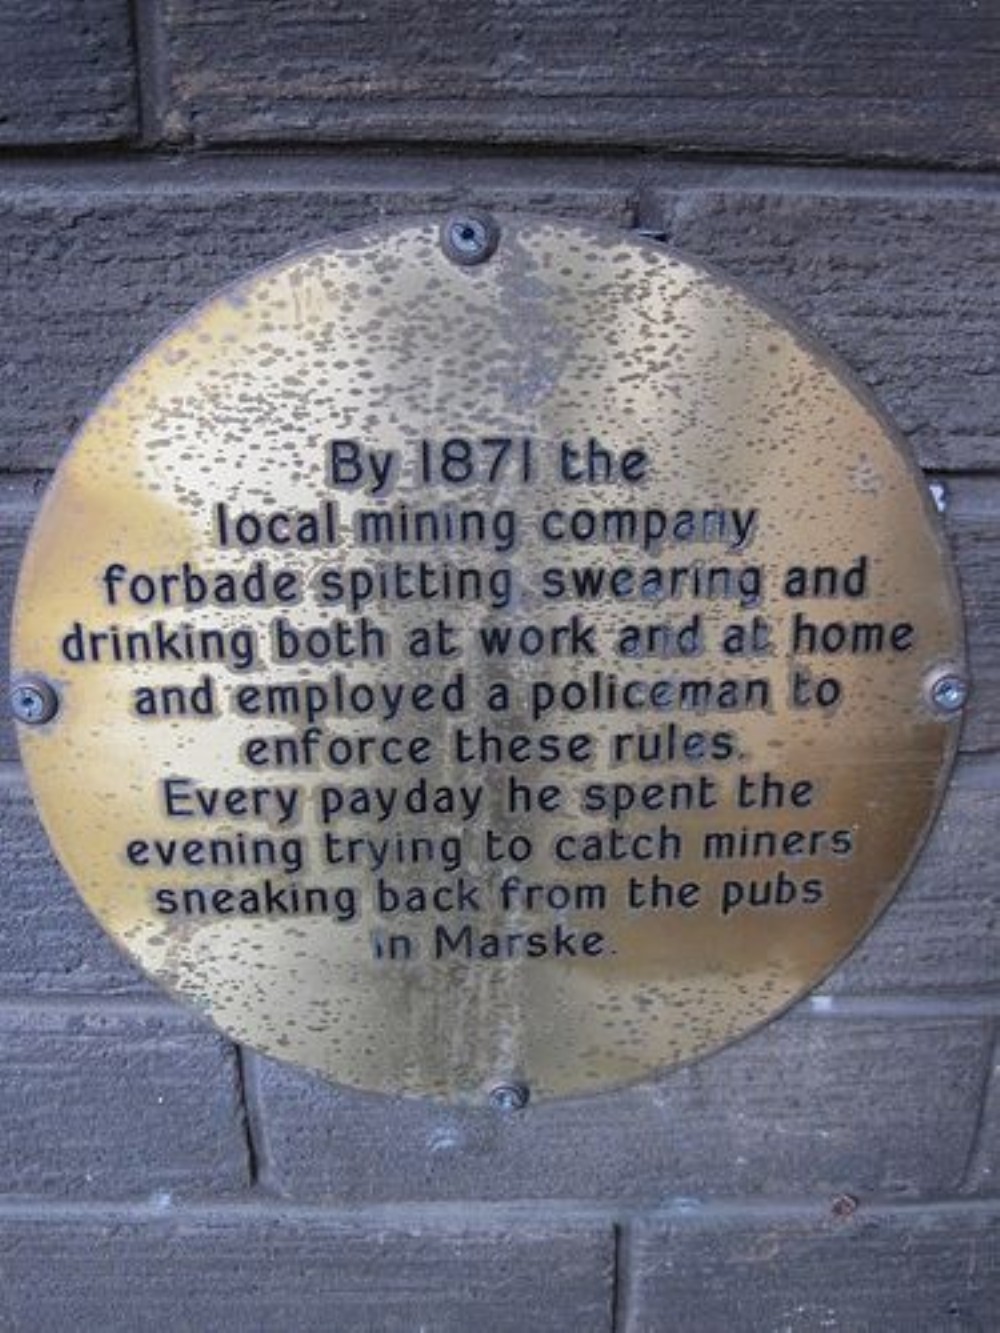 By 1871 the
local mining company
forbade spitting swearing and
drinking both at work and at home
and employed a policeman to
enforce these rules.
Every payday he spent the
evening trying to catch miners
sneaking back from the pubs
in Marske.